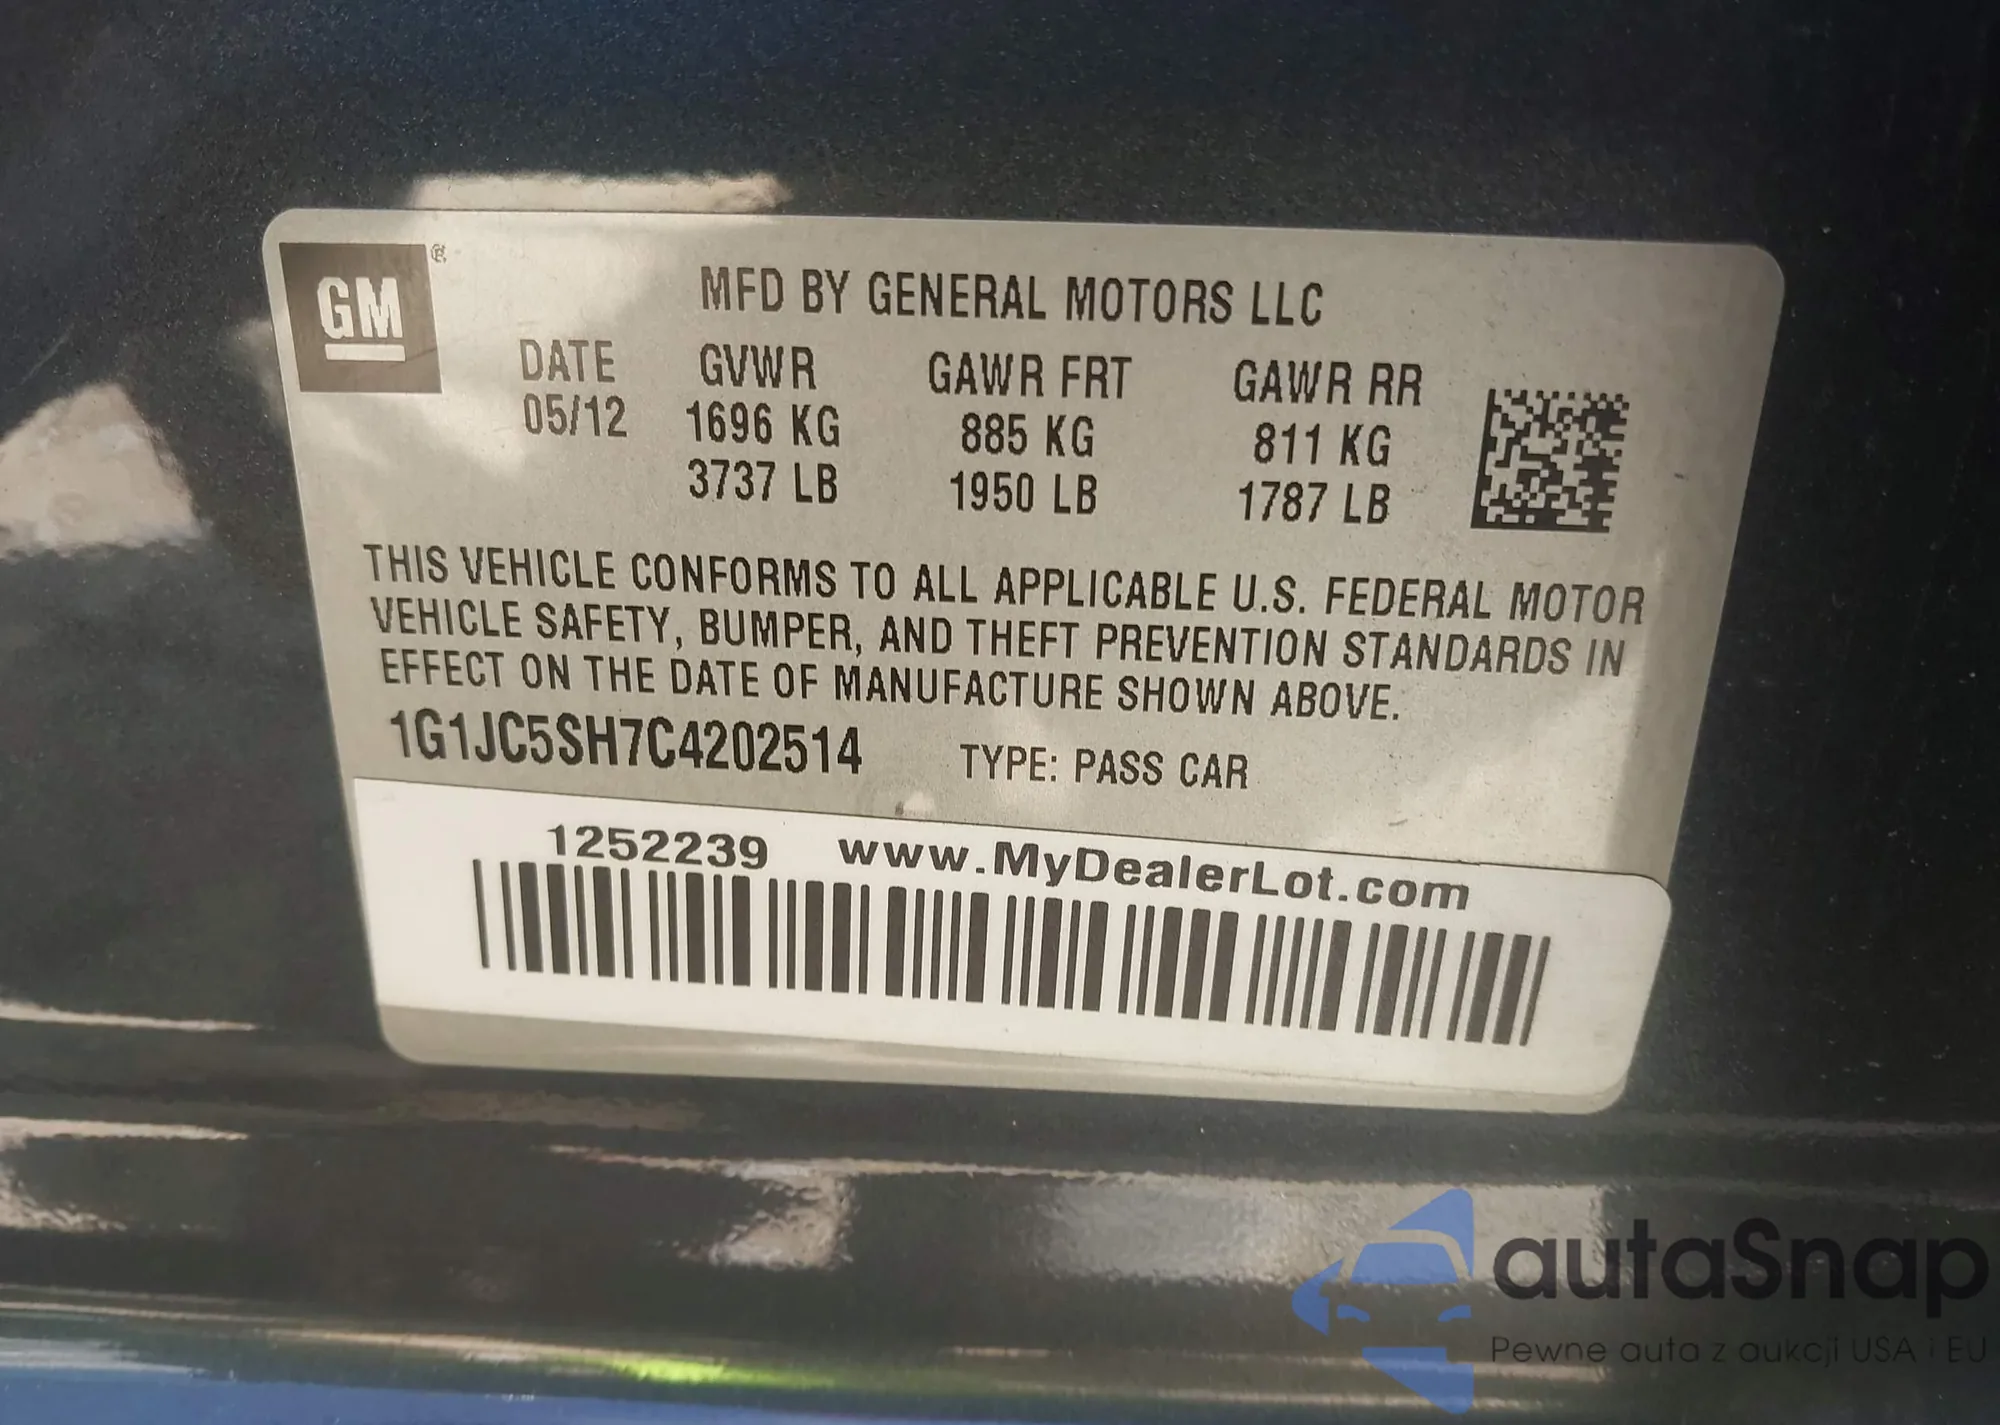 GM ®
MFD BY GENERAL MOTORS LLC
DATE GVWR GAWR FRT GAWR RR
05/12 1696 KG 885 KG 811 KG
3737 LB 1950 LB 1787 LB
THIS VEHICLE CONFORMS TO ALL APPLICABLE U.S. FEDERAL MOTOR
VEHICLE SAFETY, BUMPER, AND THEFT PREVENTION STANDARDS IN
EFFECT ON THE DATE OF MANUFACTURE SHOWN ABOVE.
1G1JC5SH7C4202514 TYPE: PASS CAR
1252239 www.MyDealerLot.com
autaSnap
Pewne auta z aukcji USA i EU